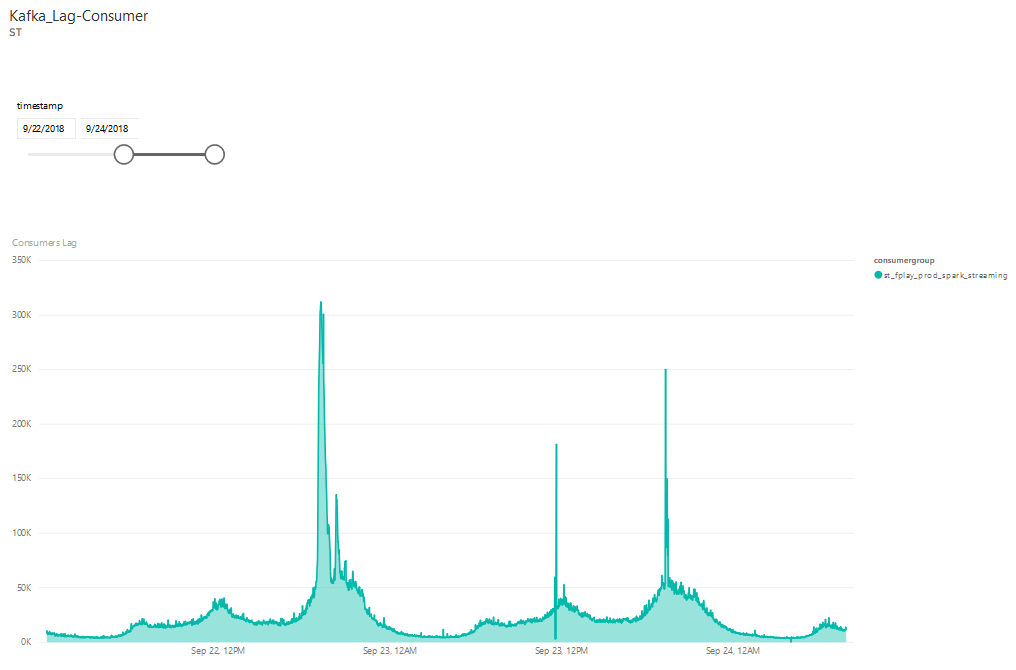 Kafka_Lag-Consumer
ST
timestamp
9/22/2018 9/24/2018
Consumers Lag
consumergroup
st_fplay_prod_spark_streaming
350K
300K
250K
200K
150K
100K
50K
0K
Sep 22, 12PM Sep 23, 12AM Sep 23, 12PM Sep 24, 12AM